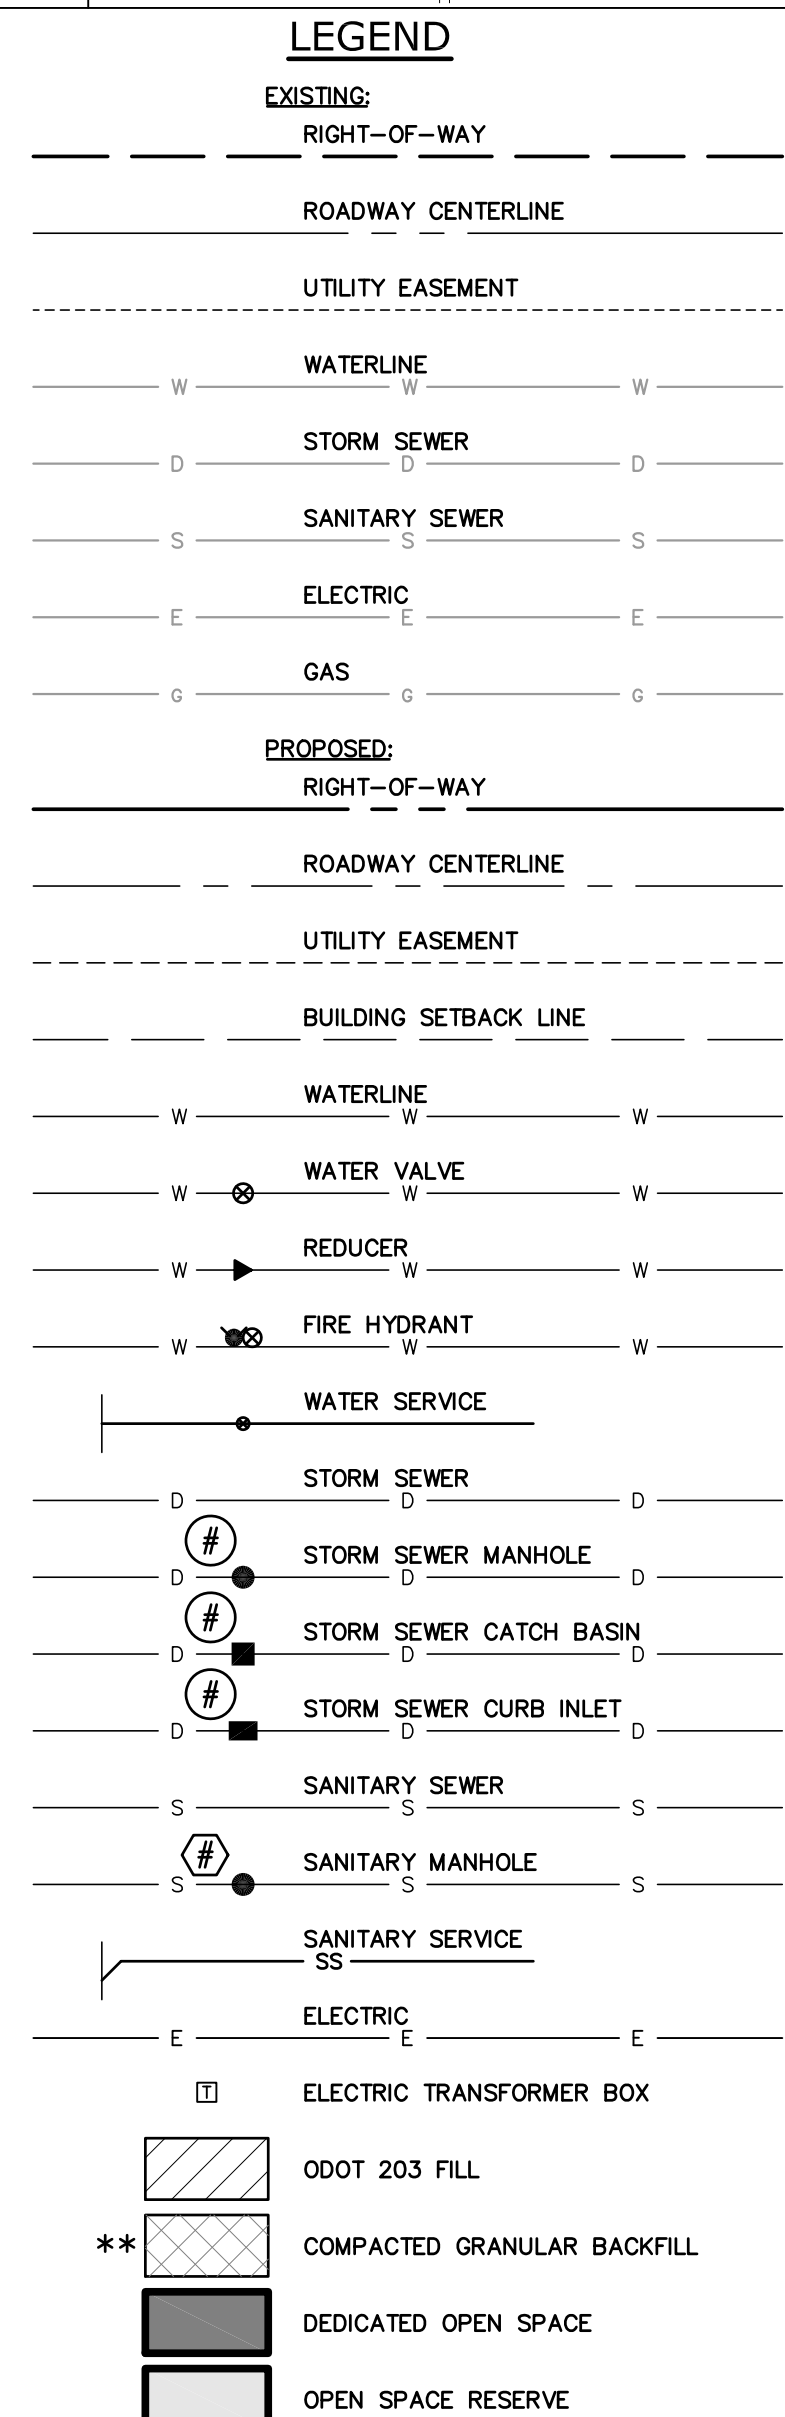 LEGEND
EXISTING:
RIGHT-OF-WAY
ROADWAY CENTERLINE
UTILITY EASEMENT
WATERLINE
W W W
STORM SEWER
D D D
SANITARY SEWER
S S S
ELECTRIC
E E E
GAS
G G G
PROPOSED:
RIGHT-OF-WAY
ROADWAY CENTERLINE
UTILITY EASEMENT
BUILDING SETBACK LINE
WATERLINE
W W W
WATER VALVE
W W W
REDUCER
W W W
FIRE HYDRANT
W W W
WATER SERVICE
STORM SEWER
D D D
# STORM SEWER MANHOLE
D D D
# STORM SEWER CATCH BASIN
D D D
# STORM SEWER CURB INLET
D D D
SANITARY SEWER
S S S
# SANITARY MANHOLE
S S S
SANITARY SERVICE
SS
ELECTRIC
E E E
T ELECTRIC TRANSFORMER BOX
ODOT 203 FILL
** COMPACTED GRANULAR BACKFILL
DEDICATED OPEN SPACE
OPEN SPACE RESERVE